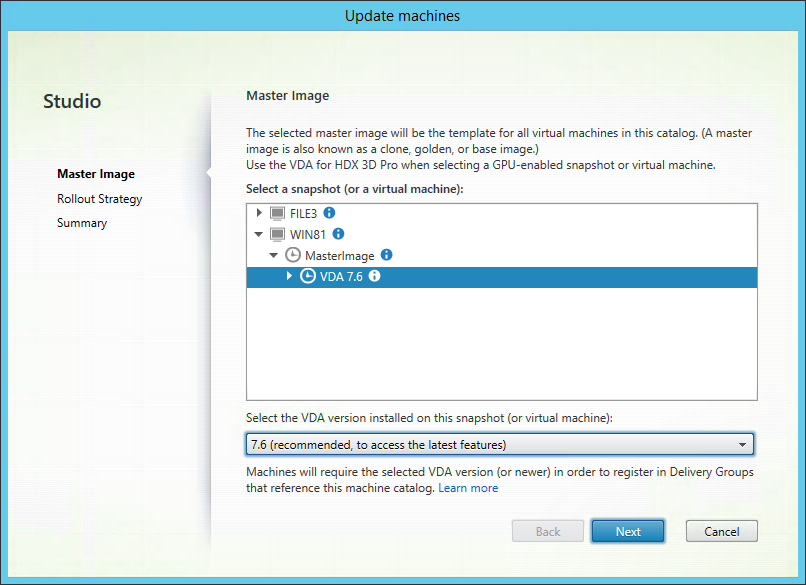 Update machines
Studio
Master Image
Rollout Strategy
Summary
Master Image
The selected master image will be the template for all virtual machines in this catalog. (A master
image is also known as a clone, golden, or base image.)
Use the VDA for HDX 3D Pro when selecting a GPU-enabled snapshot or virtual machine.
Select a snapshot (or a virtual machine):
FILE3
WIN81
MasterImage
VDA 7.6
Select the VDA version installed on this snapshot (or virtual machine):
7.6 (recommended, to access the latest features)
Machines will require the selected VDA version (or newer) in order to register in Delivery Groups
that reference this machine catalog. Learn more
Back
Next
Cancel